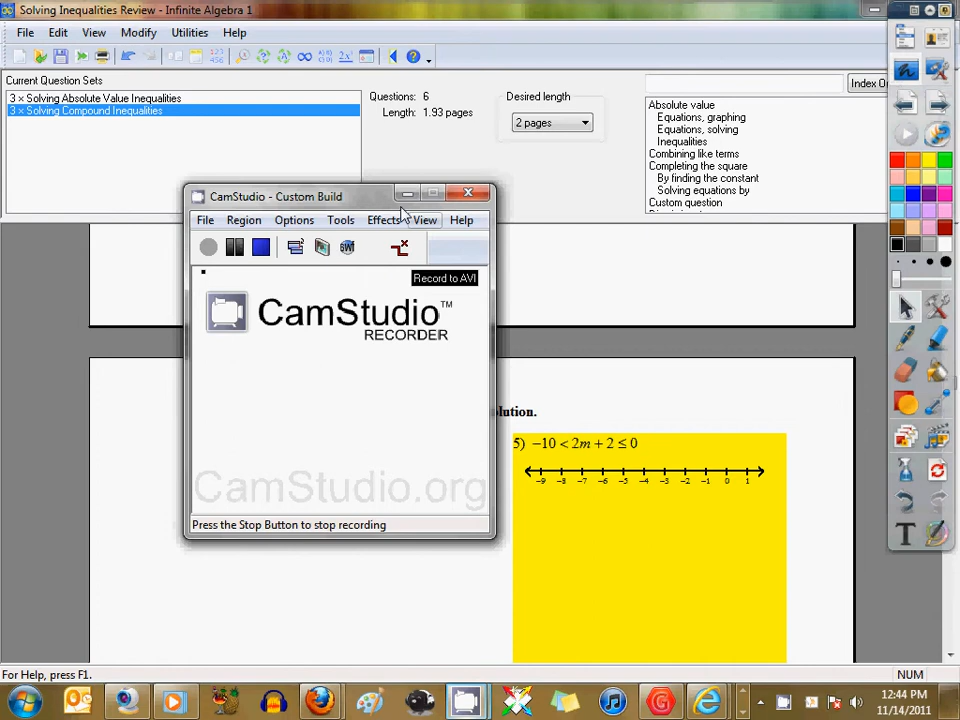 Solving Inequalities Review - Infinite Algebra 1
File Edit View Modify Utilities Help
Current Question Sets
3 × Solving Absolute Value Inequalities
3 × Solving Compound Inequalities
Questions: 6
Length: 1.93 pages
Desired length
2 pages
Absolute value
Equations, graphing
Equations, solving
Inequalities
Combining like terms
Completing the square
By finding the constant
Solving equations by
Custom question
CamStudio - Custom Build
File Region Options Tools Effects View Help
Record to AVI
CamStudio™
RECORDER
CamStudio.org
Press the Stop Button to stop recording
olution.
5) −10 < 2m + 2 ≤ 0
−9 −8 −7 −6 −5 −4 −3 −2 −1 0 1
T
For Help, press F1.
NUM
12:44 PM
11/14/2011